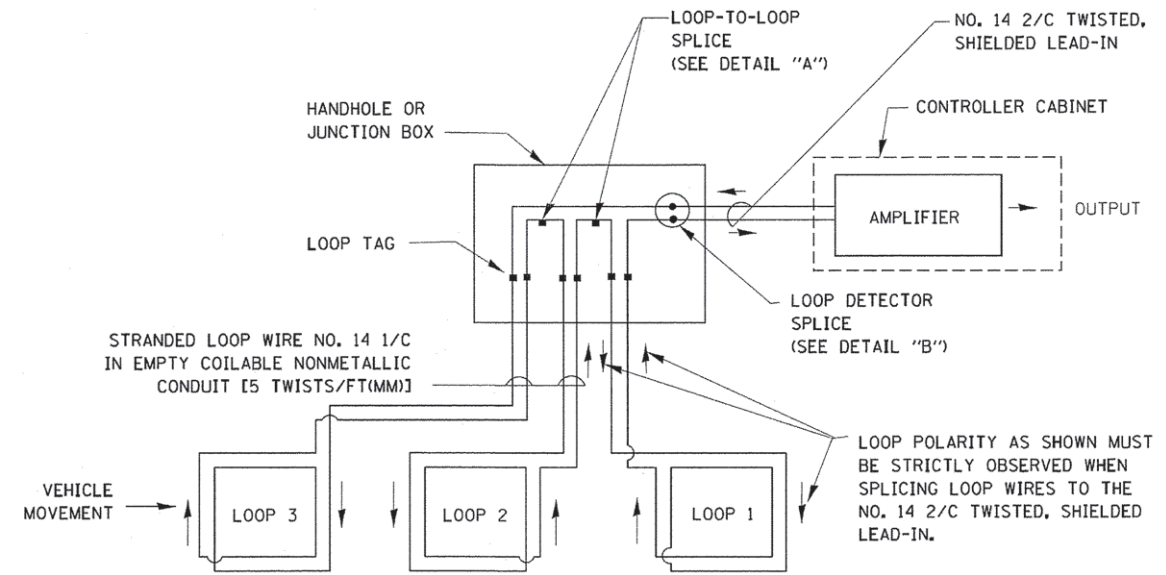 LOOP-TO-LOOP
SPLICE
(SEE DETAIL "A")
NO. 14 2/C TWISTED,
SHIELDED LEAD-IN
HANDHOLE OR
JUNCTION BOX
CONTROLLER CABINET
AMPLIFIER
OUTPUT
LOOP TAG
LOOP DETECTOR
SPLICE
(SEE DETAIL "B")
STRANDED LOOP WIRE NO. 14 1/C
IN EMPTY COILABLE NONMETALLIC
CONDUIT [5 TWISTS/FT(MM)]
LOOP POLARITY AS SHOWN MUST
BE STRICTLY OBSERVED WHEN
SPLICING LOOP WIRES TO THE
NO. 14 2/C TWISTED, SHIELDED
LEAD-IN.
VEHICLE
MOVEMENT
LOOP 3
LOOP 2
LOOP 1